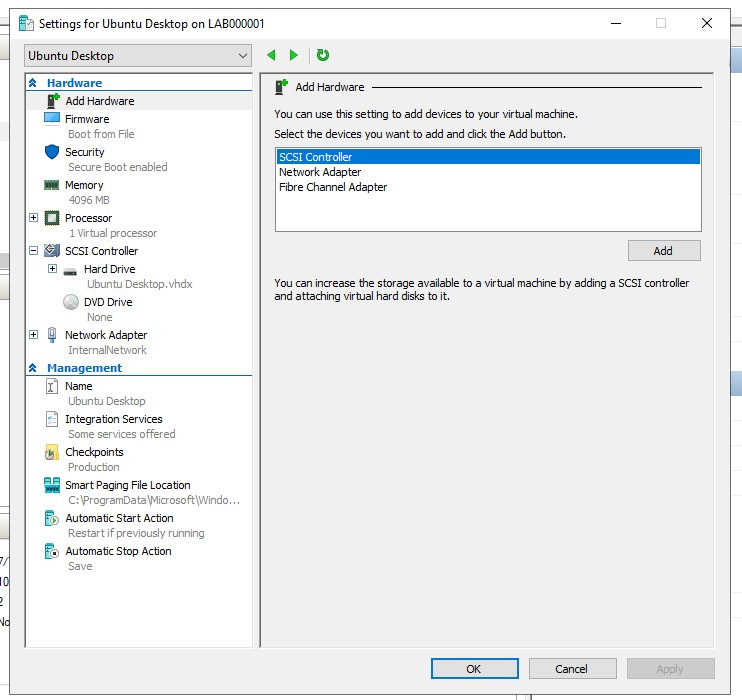 Settings for Ubuntu Desktop on LAB000001
Ubuntu Desktop
Hardware
Add Hardware
Firmware
Boot from File
Security
Secure Boot enabled
Memory
4096 MB
Processor
1 Virtual processor
SCSI Controller
Hard Drive
Ubuntu Desktop.vhdx
DVD Drive
None
Network Adapter
InternalNetwork
Management
Name
Ubuntu Desktop
Integration Services
Some services offered
Checkpoints
Production
Smart Paging File Location
C:\ProgramData\Microsoft\Windo...
Automatic Start Action
Restart if previously running
Automatic Stop Action
Save
Add Hardware
You can use this setting to add devices to your virtual machine.
Select the devices you want to add and click the Add button.
SCSI Controller
Network Adapter
Fibre Channel Adapter
Add
You can increase the storage available to a virtual machine by adding a SCSI controller
and attaching virtual hard disks to it.
OK
Cancel
Apply
7/
10
2
No